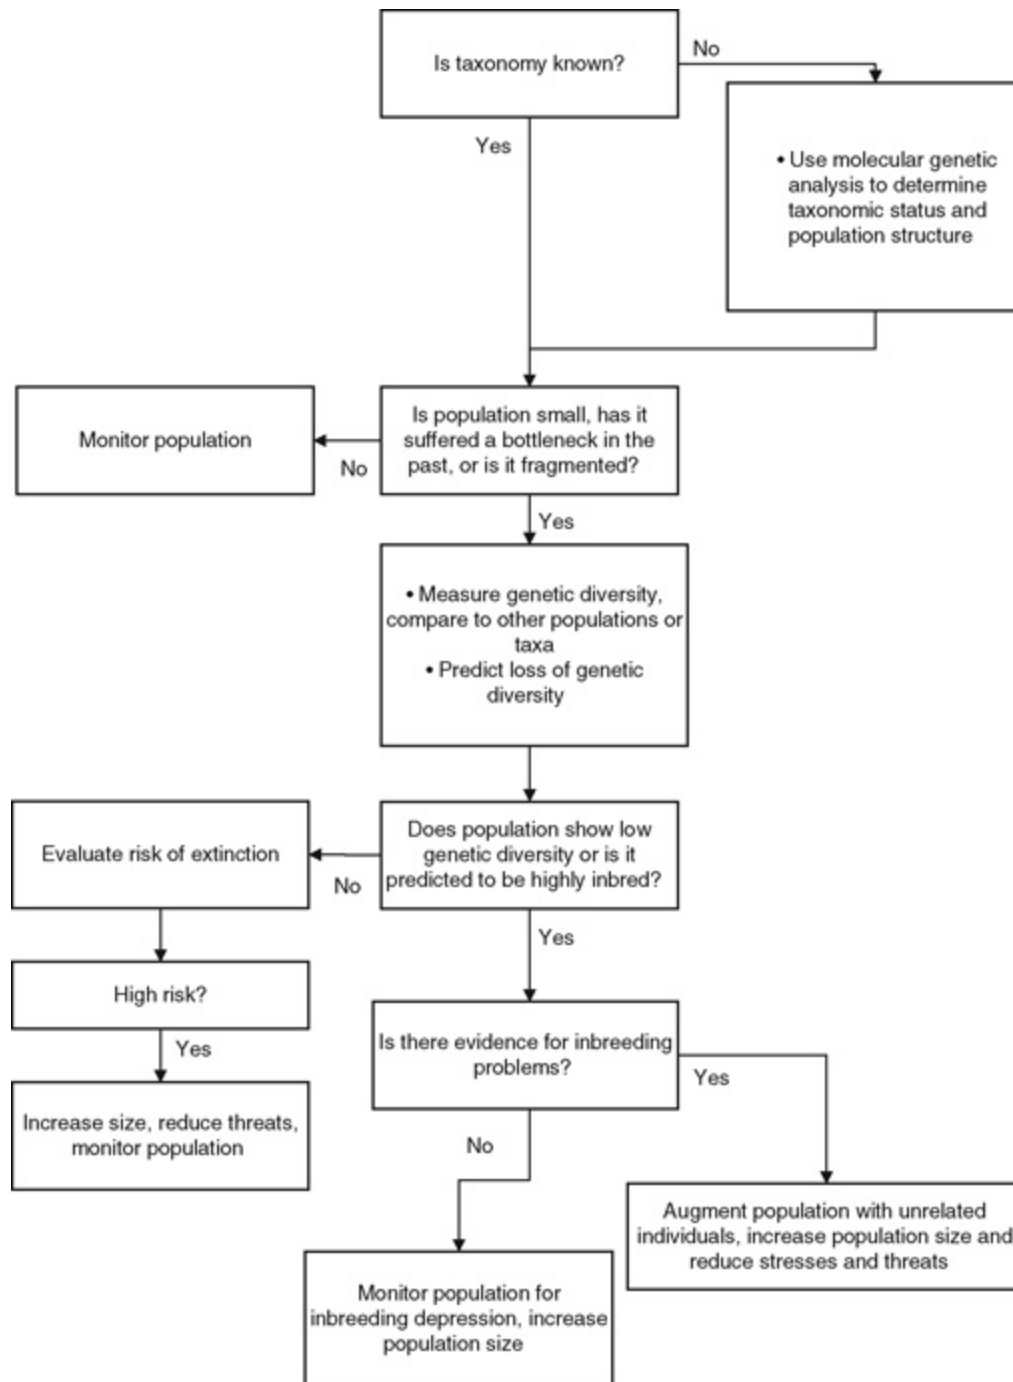 Is taxonomy known?
No
Yes
• Use molecular genetic
analysis to determine
taxonomic status and
population structure
Monitor population
No
Is population small, has it
suffered a bottleneck in the
past, or is it fragmented?
Yes
• Measure genetic diversity,
compare to other populations or
taxa
• Predict loss of genetic
diversity
Evaluate risk of extinction
No
Does population show low
genetic diversity or is it
predicted to be highly inbred?
Yes
High risk?
Yes
Increase size, reduce threats,
monitor population
Is there evidence for inbreeding
problems?
Yes
No
Augment population with unrelated
individuals, increase population size and
reduce stresses and threats
Monitor population for
inbreeding depression, increase
population size